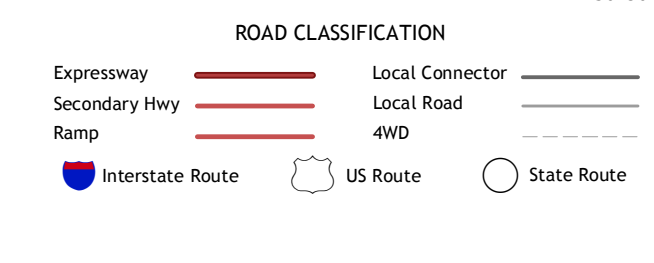 ROAD CLASSIFICATION
Expressway
Local Connector
Secondary Hwy
Local Road
Ramp
4WD
Interstate Route
US Route
State Route